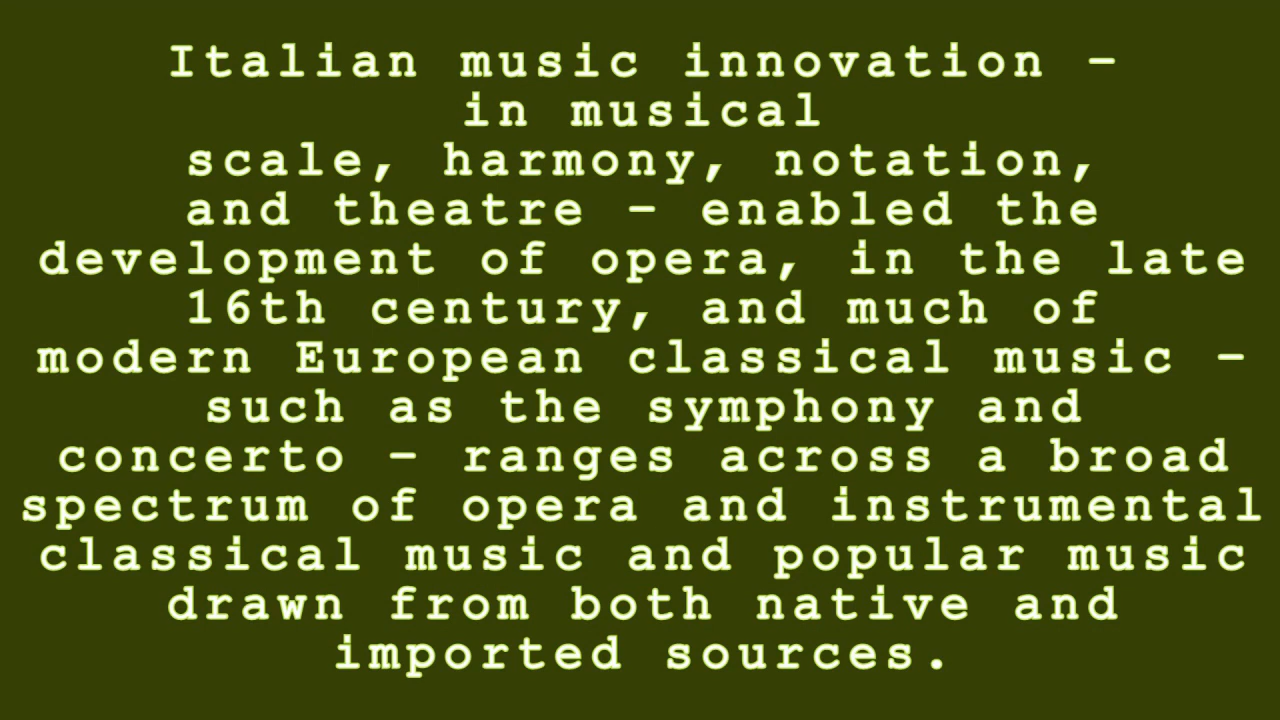 Italian music innovation –
in musical
scale, harmony, notation,
and theatre – enabled the
development of opera, in the late
16th century, and much of
modern European classical music –
such as the symphony and
concerto – ranges across a broad
spectrum of opera and instrumental
classical music and popular music
drawn from both native and
imported sources.